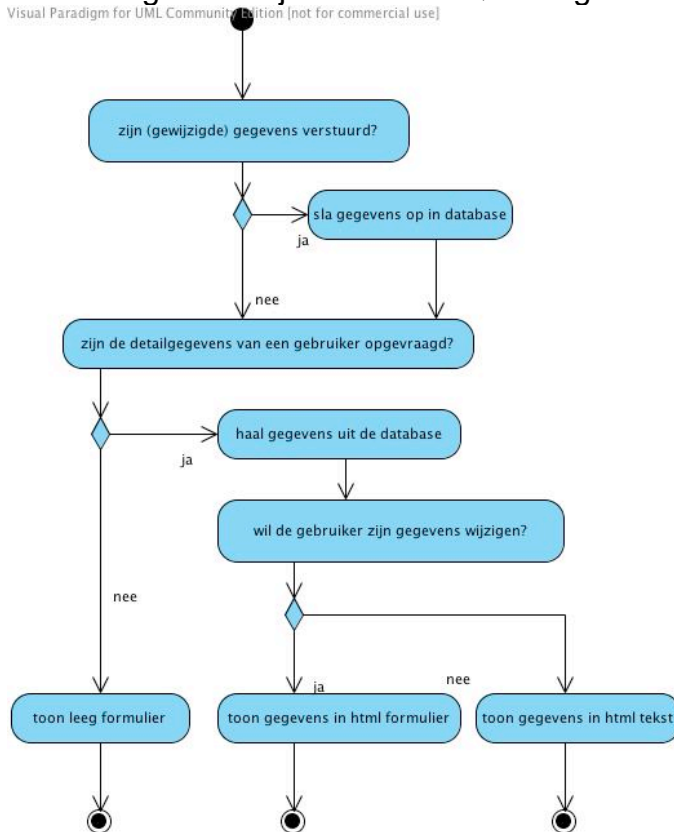 Visual Paradigm for UML Community Edition [not for commercial use]
zijn (gewijzigde) gegevens verstuurd?
sla gegevens op in database
ja
nee
zijn de detailgegevens van een gebruiker opgevraagd?
haal gegevens uit de database
ja
wil de gebruiker zijn gegevens wijzigen?
nee
ja
nee
toon leeg formulier
toon gegevens in html formulier
toon gegevens in html tekst